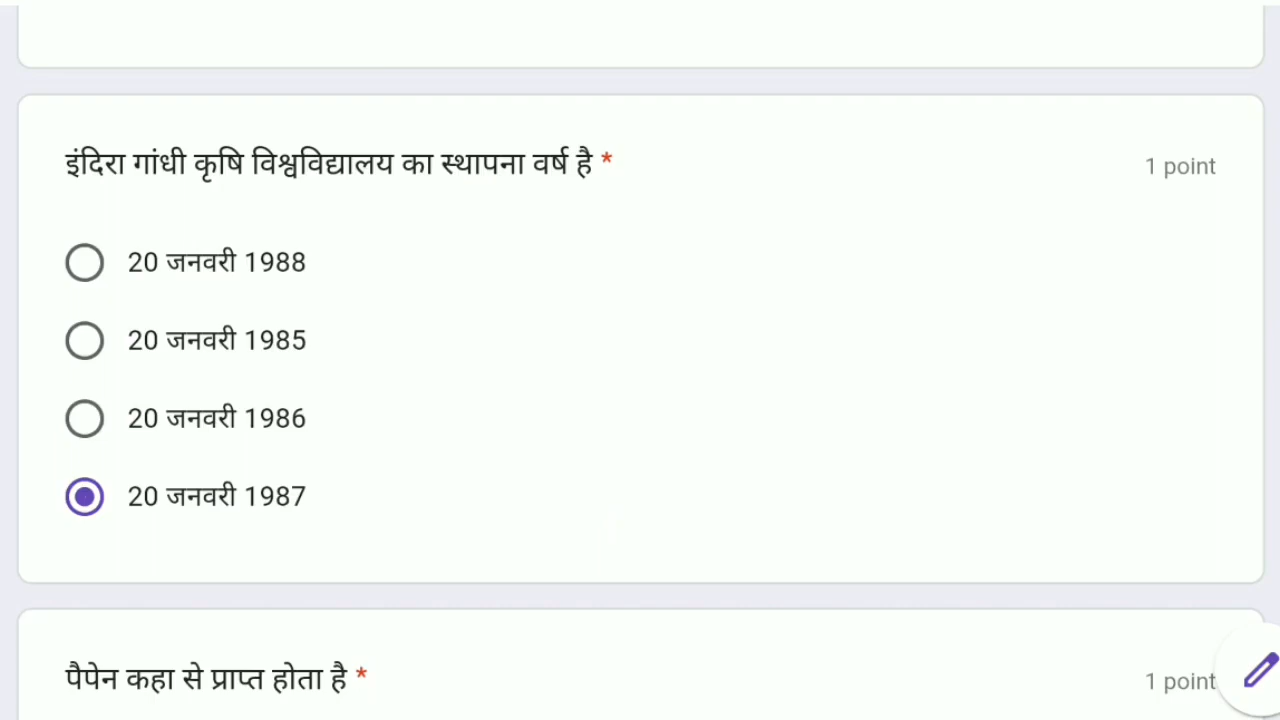 इंदिरा गांधी कृषि विश्वविद्यालय का स्थापना वर्ष है * 1 point
20 जनवरी 1988
20 जनवरी 1985
20 जनवरी 1986
20 जनवरी 1987
पैपेन कहा से प्राप्त होता है * 1 point